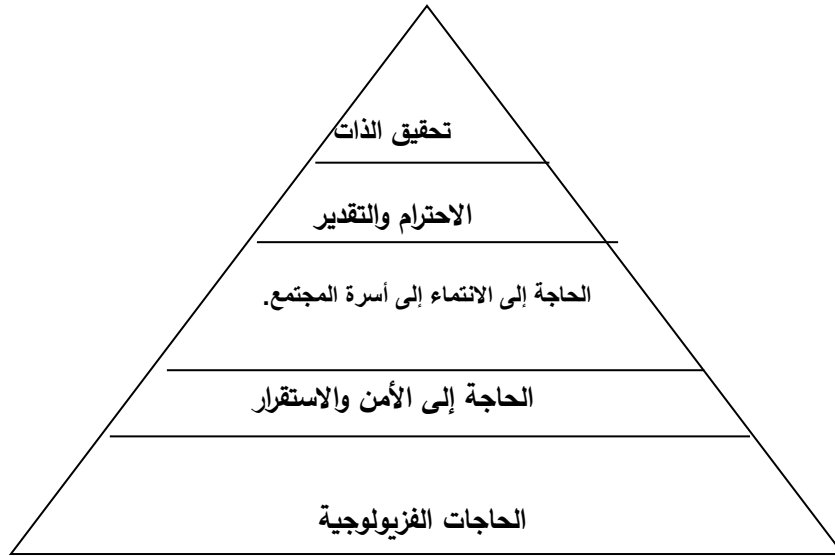 تحقيق الذات
الاحترام والتقدير
الحاجة إلى الانتماء إلى أسرة المجتمع.
الحاجة إلى الأمن والاستقرار
الحاجات الفزيولوجية